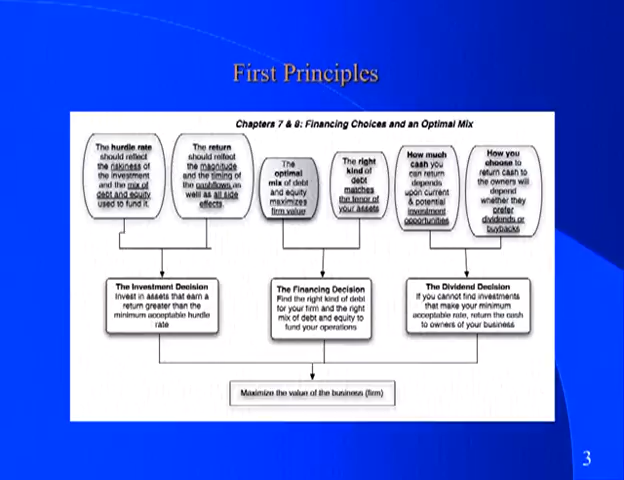 First Principles
Chapters 7 & 8: Financing Choices and an Optimal Mix
The hurdle rate
should reflect
the riskiness of
the investment
and the mix of
debt and equity
used to fund it.
The return
should reflect
the magnitude
and the timing of
the cashflows as
well as all side
effects.
The
optimal
mix of debt
and equity
maximizes
firm value
The right
kind of
debt
matches
the tenor of
your assets
How much
cash you
can return
depends
upon current
& potential
investment
opportunities
How you
choose to
return cash to
the owners will
depend
whether they
prefer
dividends or
buybacks
The Investment Decision
Invest in assets that earn a
return greater than the
minimum acceptable hurdle
rate
The Financing Decision
Find the right kind of debt
for your firm and the right
mix of debt and equity to
fund your operations
The Dividend Decision
If you cannot find investments
that make your minimum
acceptable rate, return the cash
to owners of your business
Maximize the value of the business (firm)
3